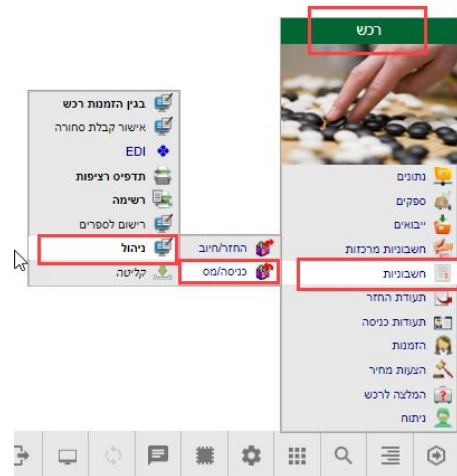 רכש
נתונים
ספקים
ייבואים
חשבוניות מרכזות
חשבוניות
תעודת החזר
תעודות כניסה
הזמנות
הצעות מחיר
המלצה לרכש
ניתוח
החזר/חיוב
כניסה/מס
בגין הזמנות רכש
אישור קבלת סחורה
EDI
תדפיס רציפות
רשימה
רישום לספרים
ניהול
קליטה